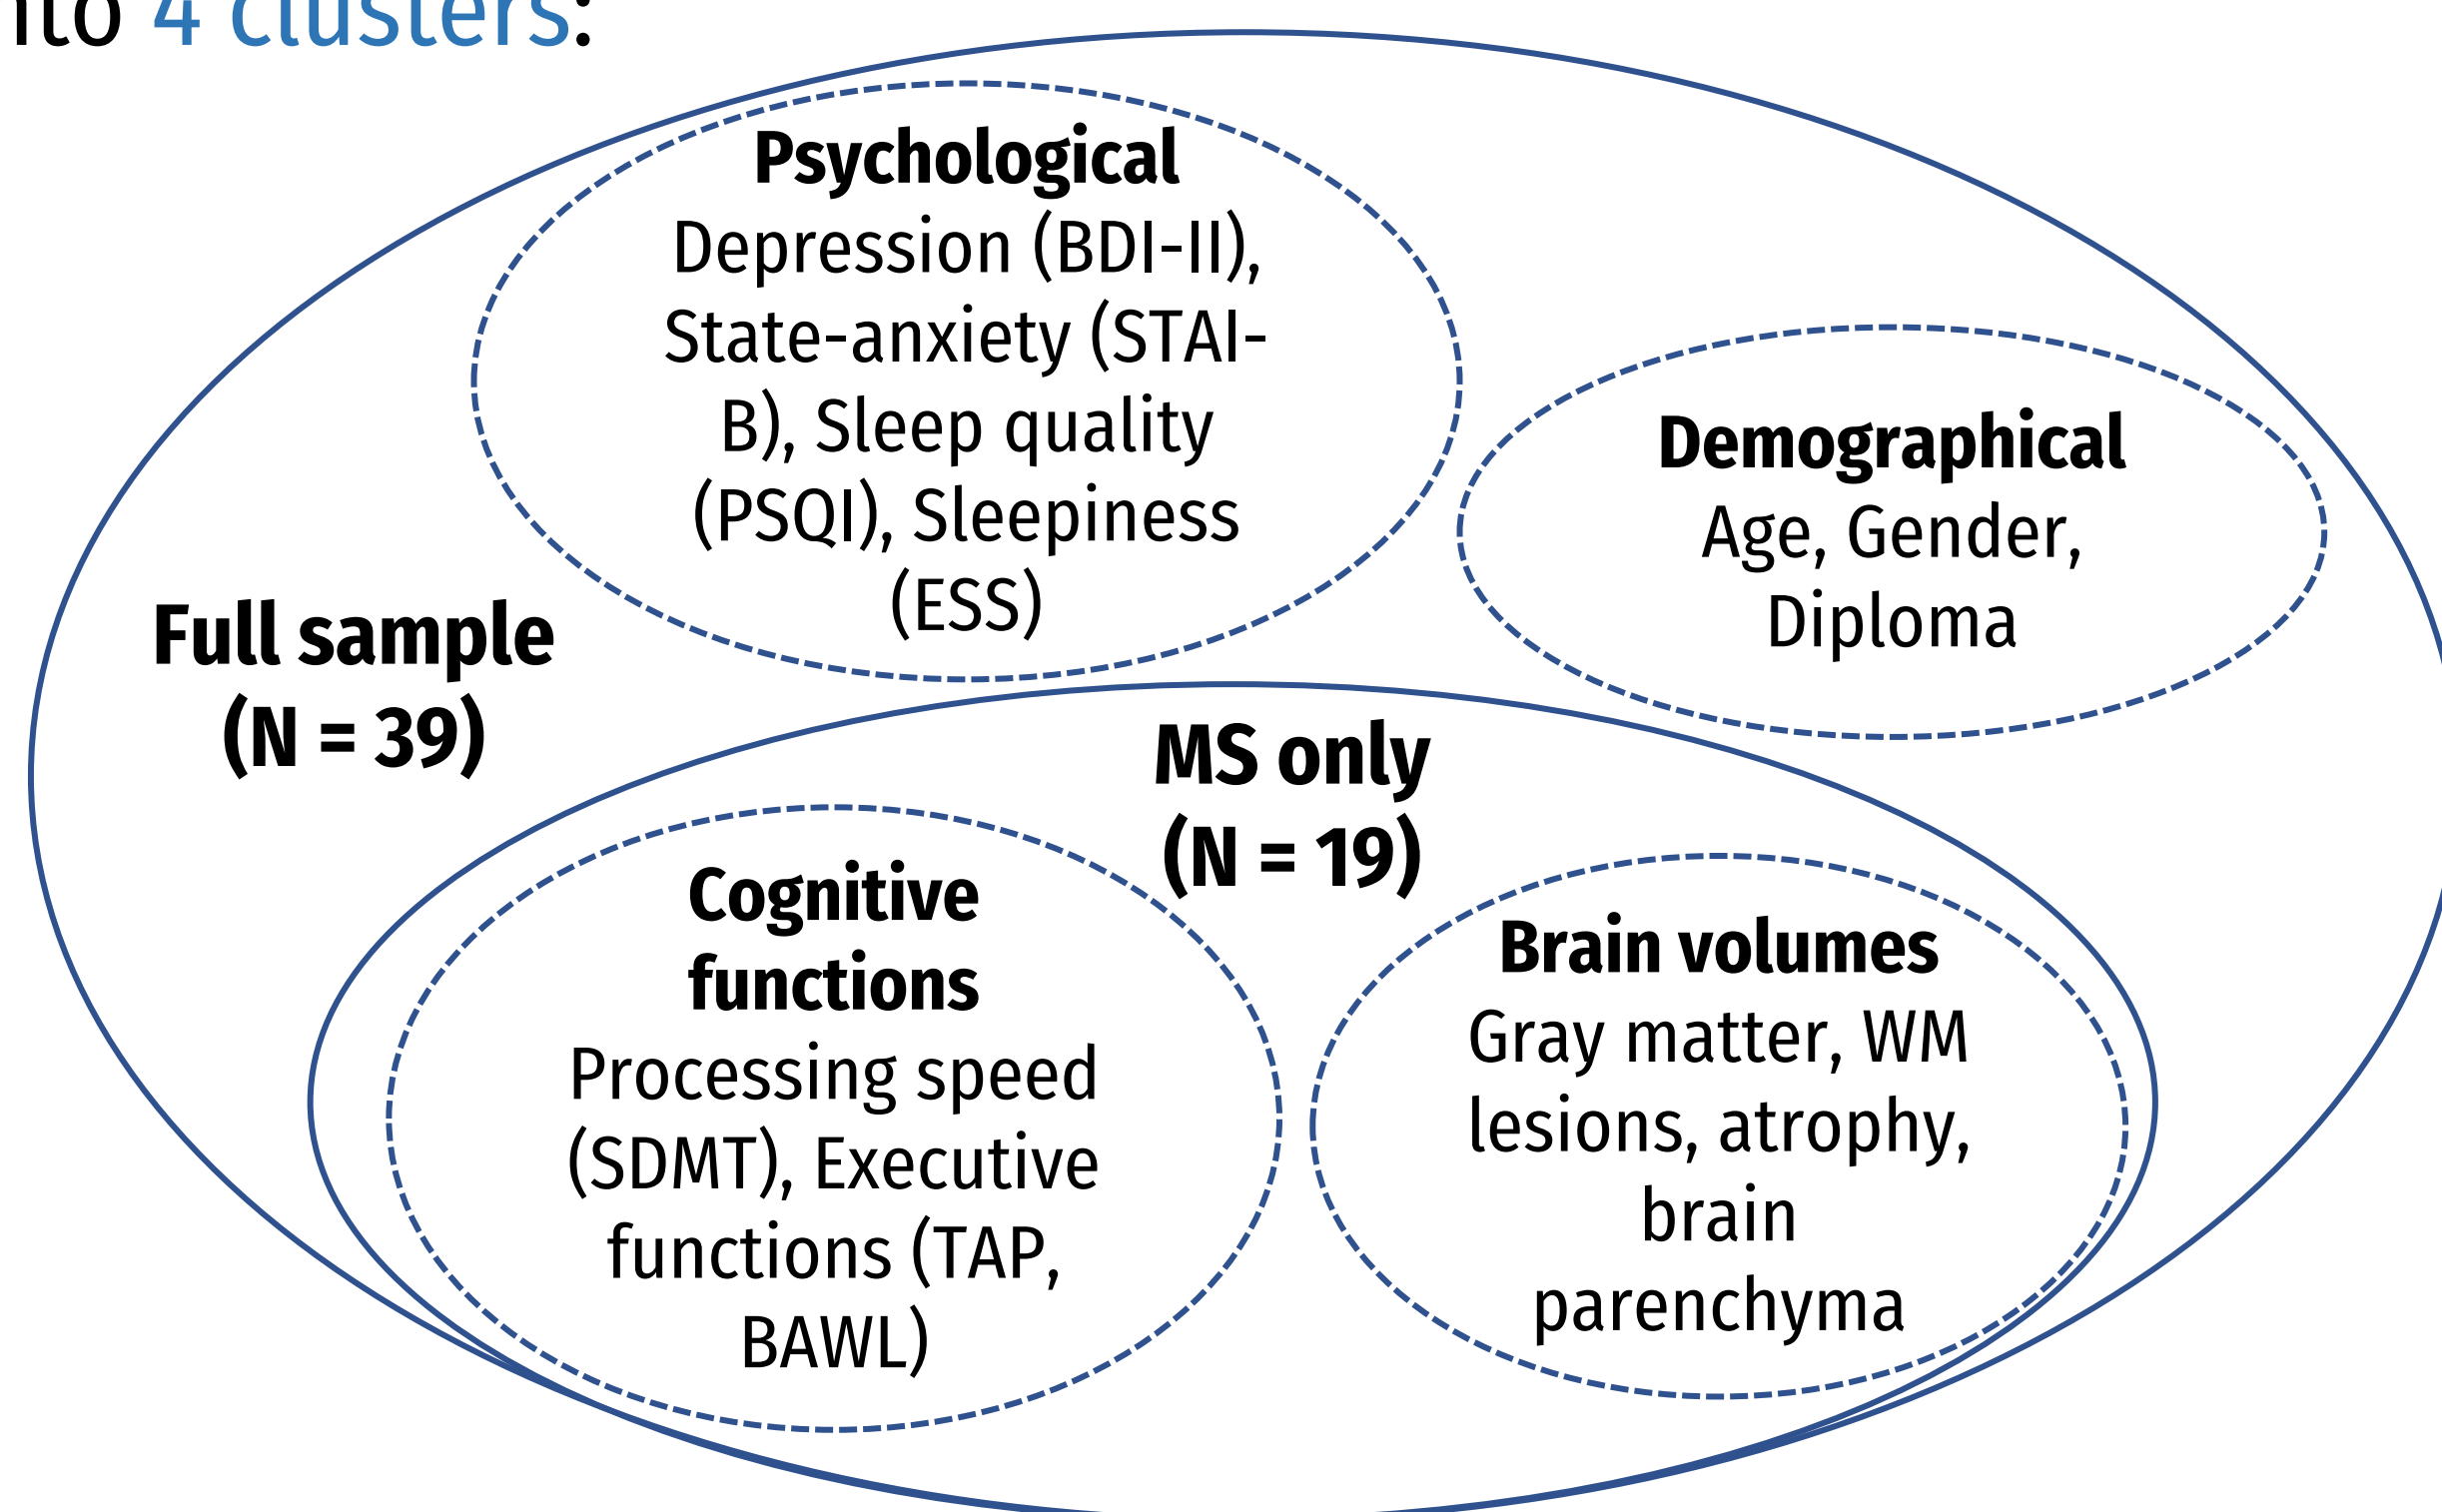 nto 4 clusters:
Psychological
Depression (BDI-II),
State-anxiety (STAI-
B), Sleep quality
(PSQI), Sleepiness
(ESS)
Demographical
Age, Gender,
Diploma
Full sample
(N = 39)
MS only
(N = 19)
Cognitive
functions
Processing speed
(SDMT), Executive
functions (TAP,
BAWL)
Brain volumes
Gray matter, WM
lesions, atrophy,
brain
parenchyma